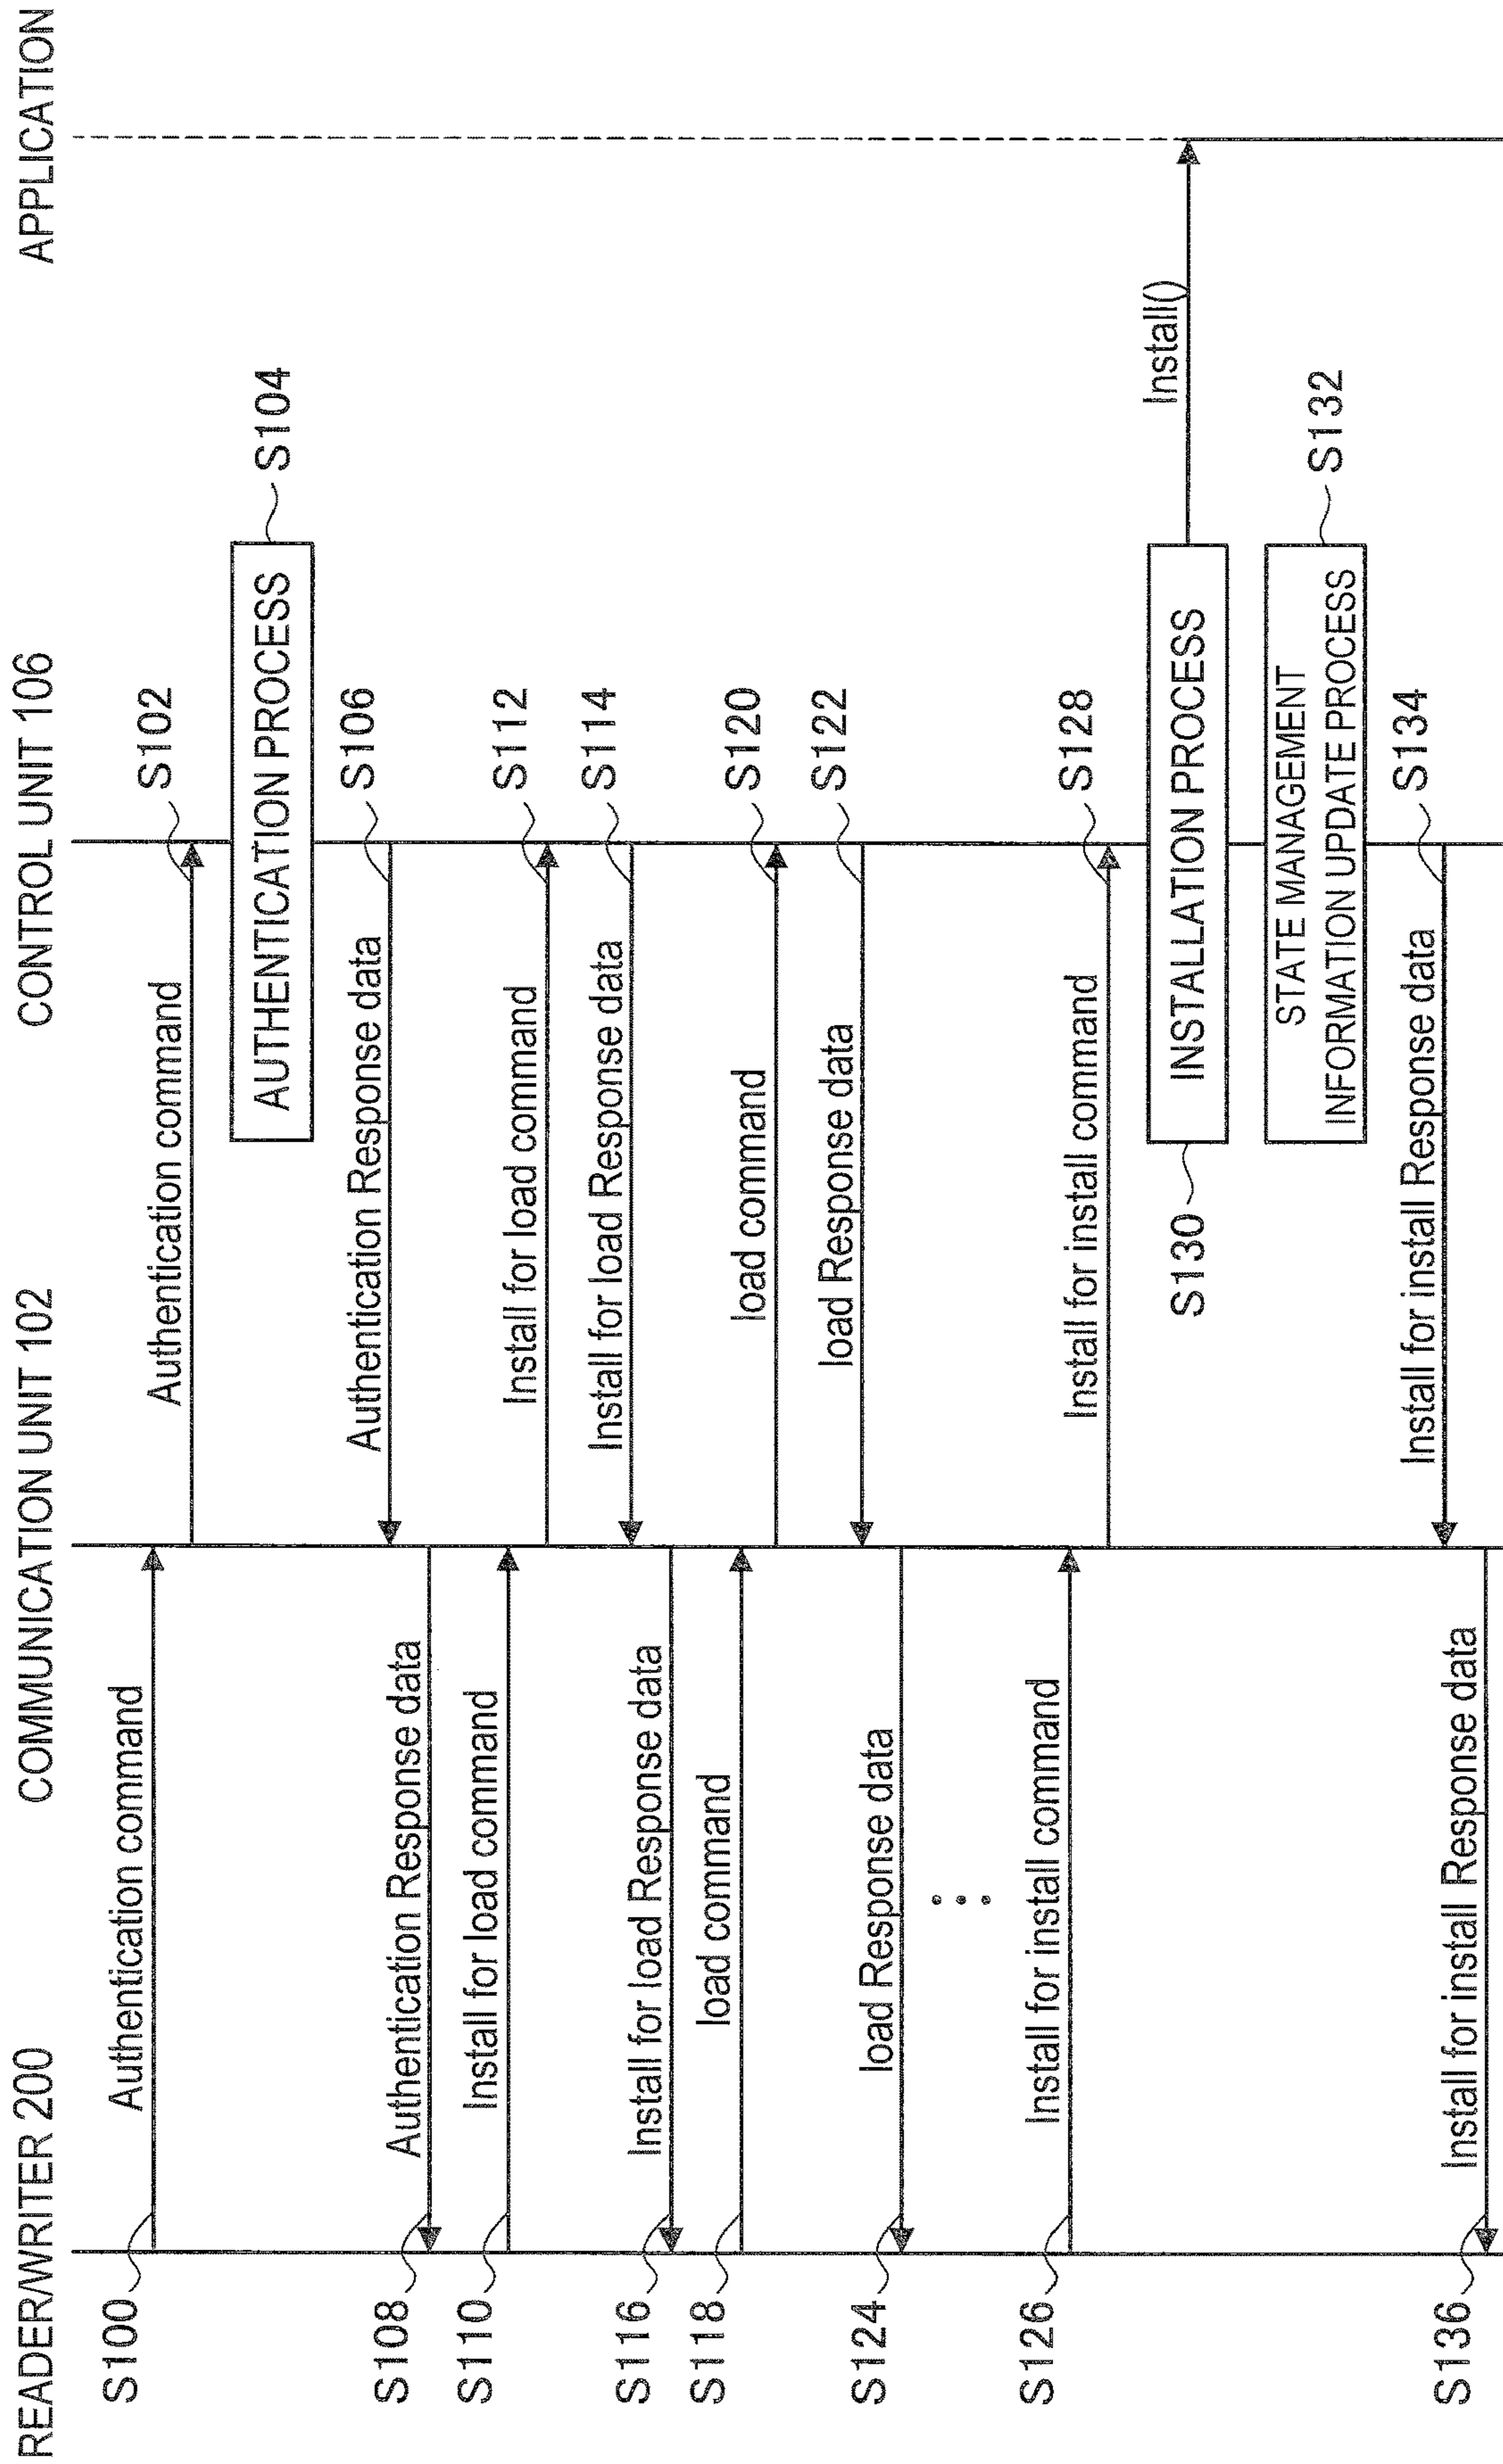 READER/WRITER 200
COMMUNICATION UNIT 102
CONTROL UNIT 106
APPLICATION
S100
Authentication command
Authentication command
S102
AUTHENTICATION PROCESS
S104
Authentication Response data
S106
S108
Authentication Response data
S110
Install for load command
Install for load command
S112
Install for load Response data
S114
S116
Install for load Response data
S118
load command
load command
S120
load Response data
S122
S124
load Response data
...
S126
Install for install command
Install for install command
S128
S130
INSTALLATION PROCESS
Install()
STATE MANAGEMENT
INFORMATION UPDATE PROCESS
S132
Install for install Response data
S134
S136
Install for install Response data